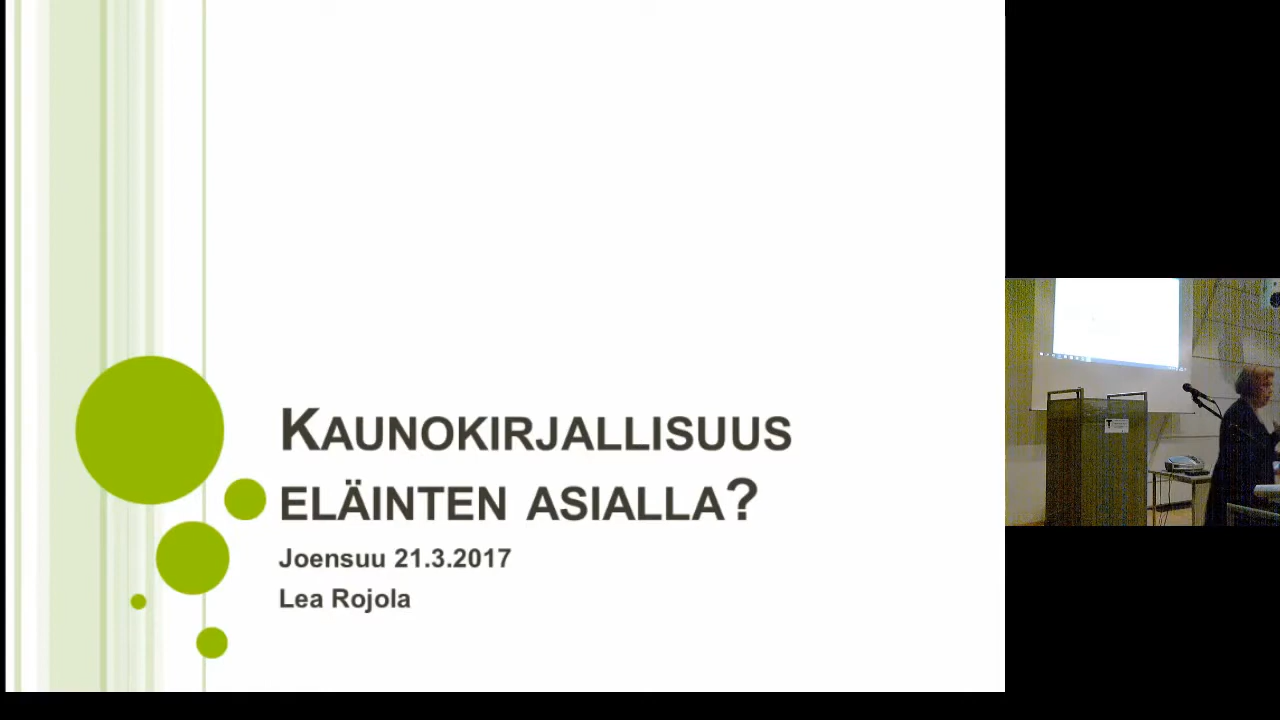 KAUNOKIRJALLISUUS
ELÄINTEN ASIALLA?
Joensuu 21.3.2017
Lea Rojola